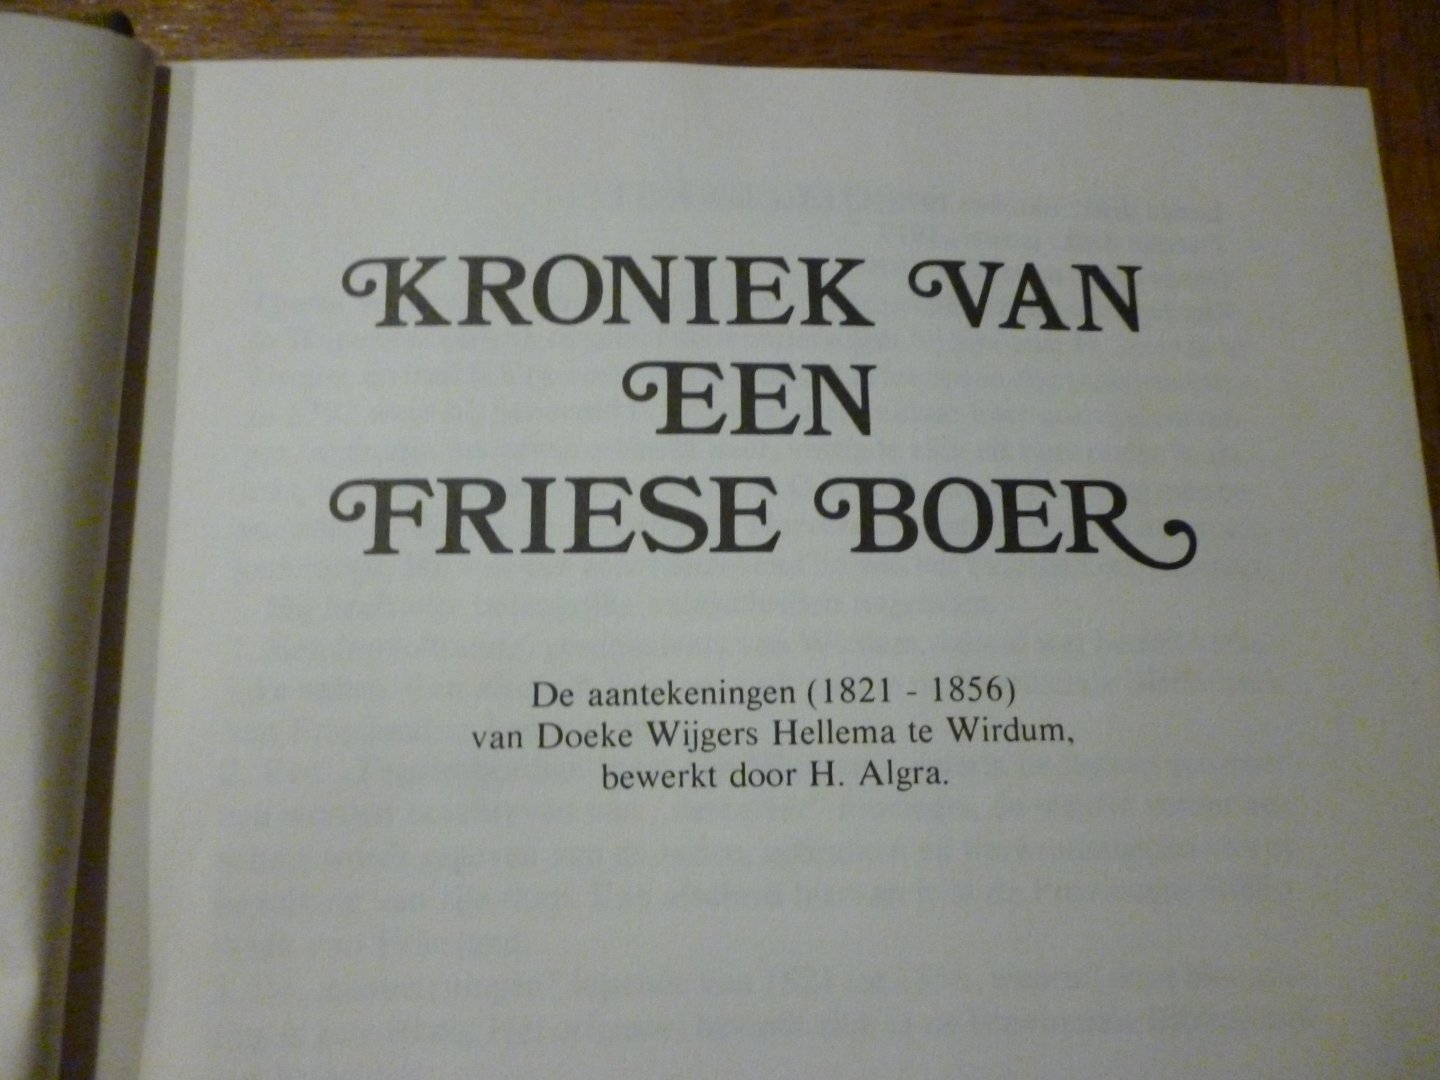 KRONIEK VAN
EEN
FRIESE BOER
De aantekeningen (1821 - 1856)
van Doeke Wijgers Hellema te Wirdum,
bewerkt door H. Algra.